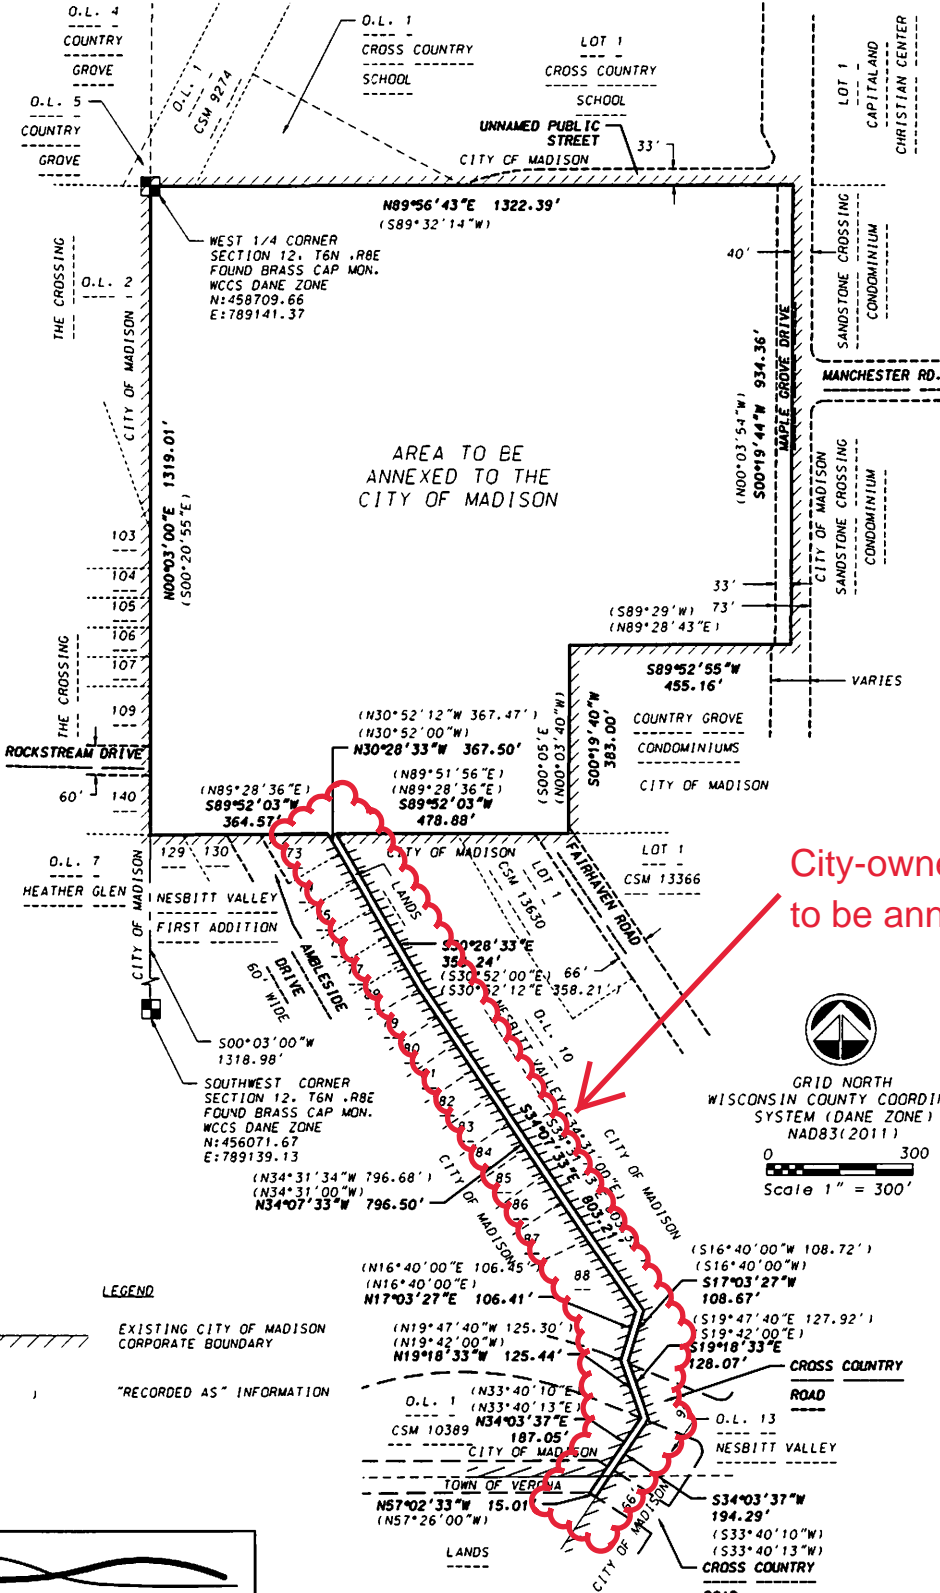 O.L. 4
COUNTRY
GROVE
O.L. 5
COUNTRY
GROVE
O.L. 1
CSM 9274
O.L. 1
CROSS COUNTRY
SCHOOL
LOT 1
CROSS COUNTRY
SCHOOL
UNNAMED PUBLIC
STREET
CITY OF MADISON
33'
LOT 1
CAPITALAND
CHRISTIAN CENTER
N89°56'43"E 1322.39'
(S89°32'14"W)
WEST 1/4 CORNER
SECTION 12, T6N ,R8E
FOUND BRASS CAP MON.
WCCS DANE ZONE
N:458709.66
E:789141.37
THE CROSSING
O.L. 2
CITY OF MADISON
40'
SANDSTONE CROSSING
CONDOMINIUM
MANCHESTER RD.
MAPLE GROVE DRIVE
S00°19'44"W 934.36'
(N00°03'54"W)
AREA TO BE
ANNEXED TO THE
CITY OF MADISON
N00°03'00"E 1319.01'
(S00°20'55"E)
CITY OF MADISON
SANDSTONE CROSSING
CONDOMINIUM
103
104
105
106
107
109
THE CROSSING
ROCKSTREAM DRIVE
60'
140
33'
73'
(S89°29'W)
(N89°28'43"E)
S89°52'55"W
455.16'
VARIES
COUNTRY GROVE
CONDOMINIUMS
CITY OF MADISON
(S00°05'E
(N00°03'40"W)
S00°19'40"W
383.00'
(N30°52'12"W 367.47')
(N30°52'00"W)
N30°28'33"W 367.50'
(N89°28'36"E)
S89°52'03"W
364.57'
(N89°51'56"E)
(N89°28'36"E)
S89°52'03"W
478.88'
O.L. 7
HEATHER GLEN
CITY OF MADISON
129
130
73
NESBITT VALLEY
FIRST ADDITION
CITY OF MADISON
LANDS
LOT 1
CSM 13630
FAIRHAVEN ROAD
66'
LOT 1
CSM 13366
City-owne
to be ann
AMBLESIDE
DRIVE
60' WIDE
S30°28'33"E
(S30°52'00"E)
(S30°52'12"E 358.21')
O.L. 10
NESBITT VALLEY
S00°03'00"W
1318.98'
SOUTHWEST CORNER
SECTION 12, T6N ,R8E
FOUND BRASS CAP MON.
WCCS DANE ZONE
N:456071.67
E:789139.13
80
82
83
84
85
86
87
88
S34°07'33"E 803.21'
CITY OF MADISON
CITY OF MADISON
GRID NORTH
WISCONSIN COUNTY COORDI
SYSTEM (DANE ZONE)
NAD83(2011)
0 300
Scale 1" = 300'
(N34°31'34"W 796.68')
(N34°31'00"W)
N34°07'33"W 796.50'
(N16°40'00"E 106.45')
(N16°40'00"E)
N17°03'27"E 106.41'
(S16°40'00"W 108.72')
(S16°40'00"W)
S17°03'27"W
108.67'
LEGEND
EXISTING CITY OF MADISON
CORPORATE BOUNDARY
) "RECORDED AS" INFORMATION
(N19°47'40"W 125.30')
(N19°42'00"W)
N19°18'33"W 125.44'
(S19°47'40"E 127.92')
(S19°42'00"E)
S19°18'33"E
128.07'
CROSS COUNTRY
ROAD
(N33°40'10"E
(N33°40'13"E)
N34°03'37"E
187.05'
O.L. 1
CSM 10389
CITY OF MADISON
TOWN OF VERONA
O.L. 13
NESBITT VALLEY
N57°02'33"W 15.01'
(N57°26'00"W)
LANDS
66'
CITY OF MADISON
S34°03'37"W
194.29'
(S33°40'10"W)
(S33°40'13"W)
CROSS COUNTRY